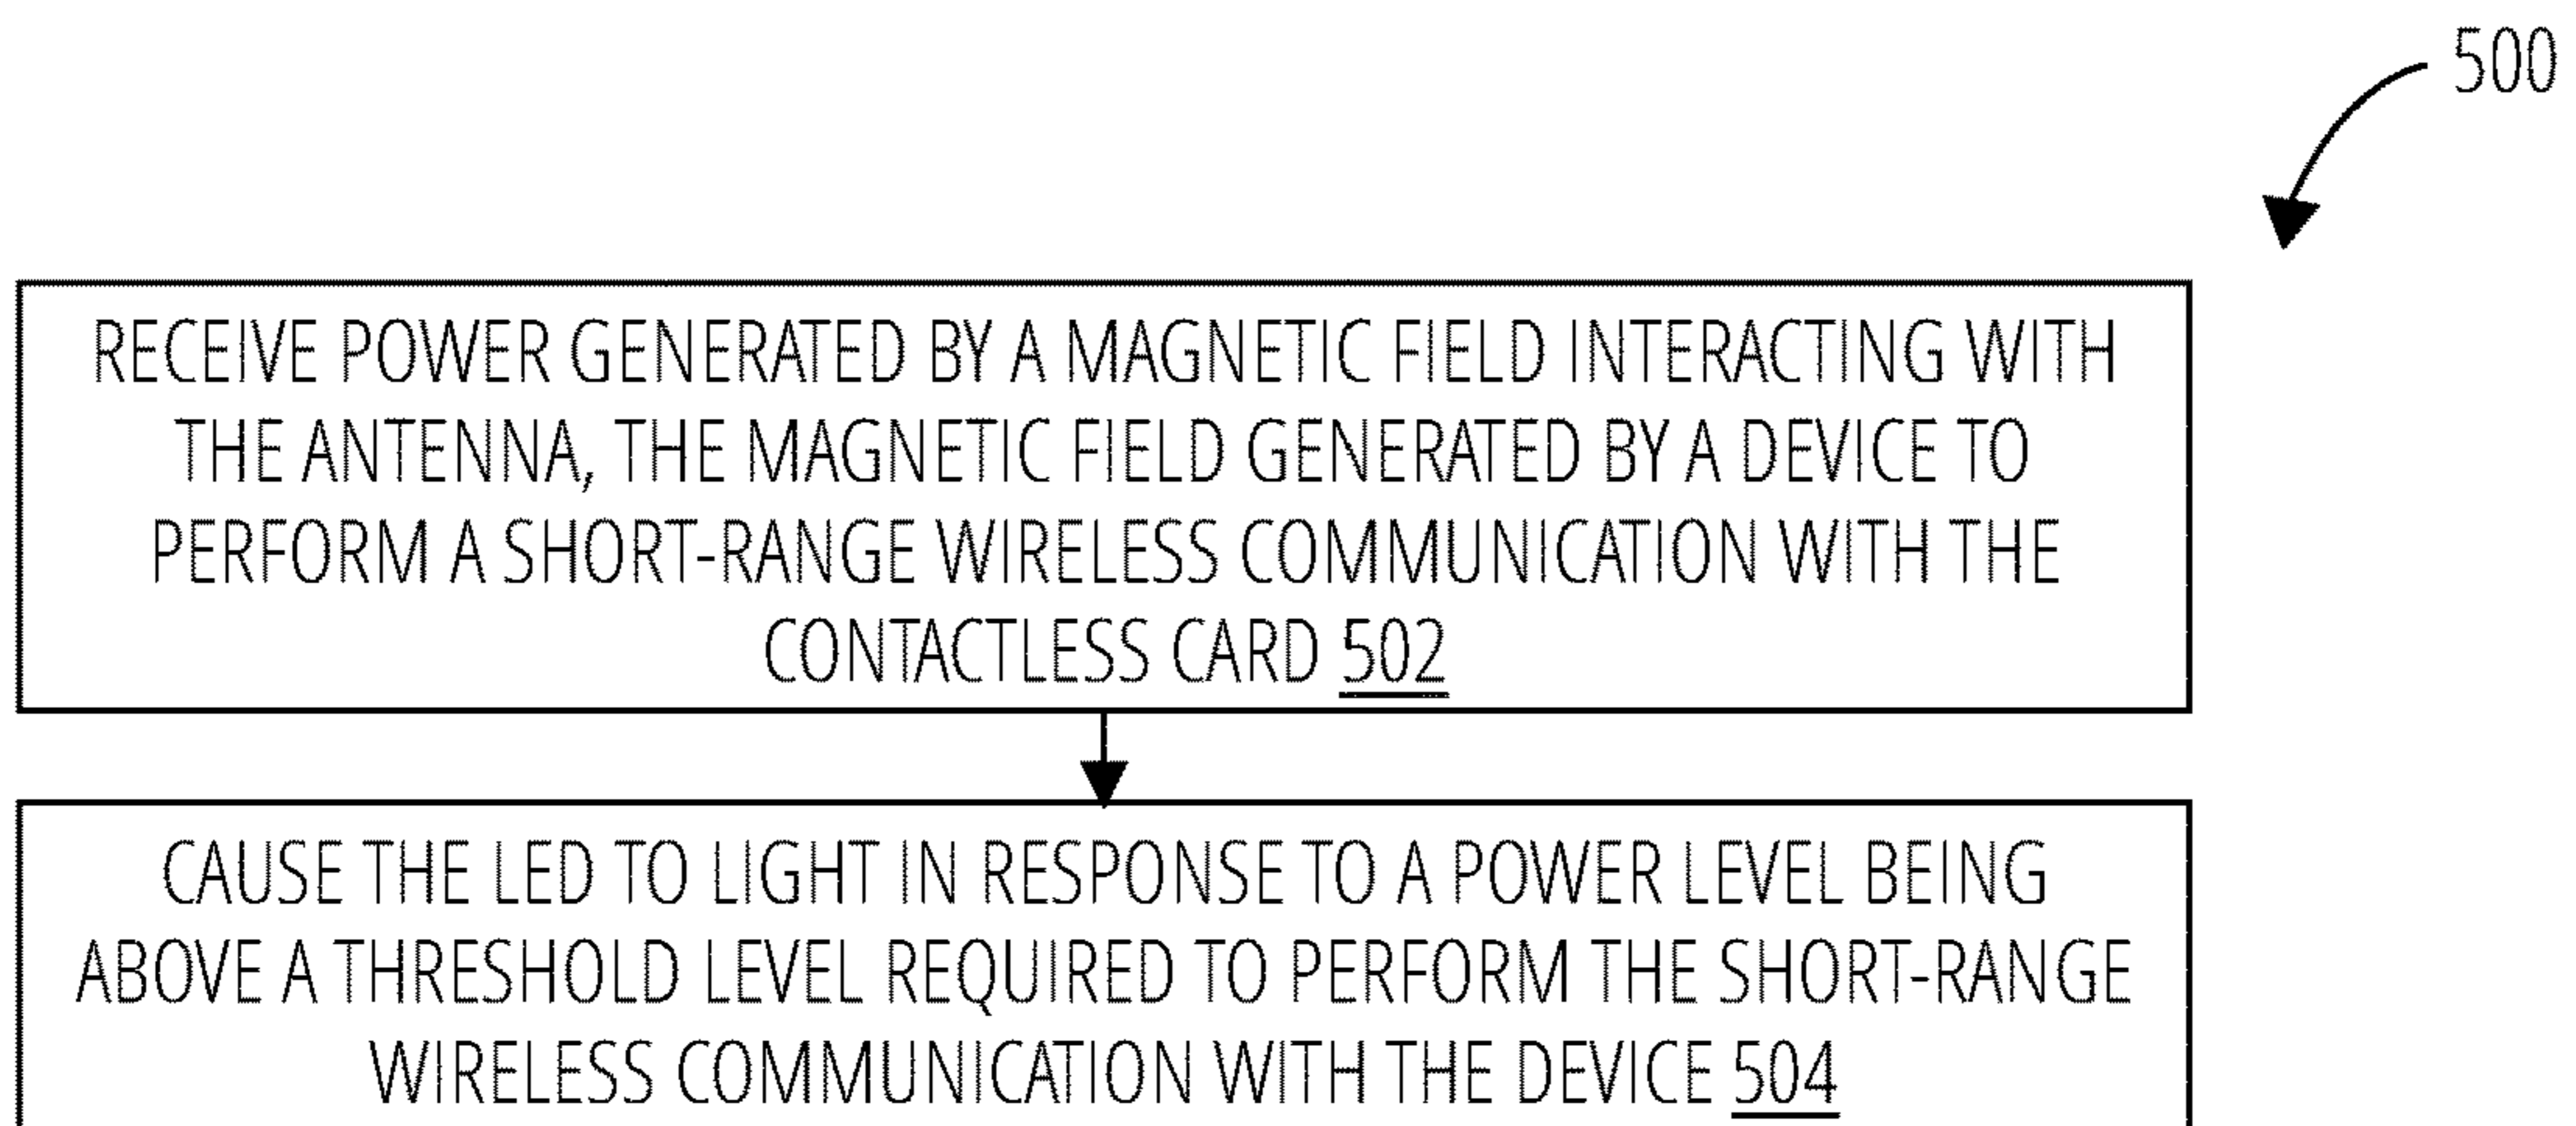 500
RECEIVE POWER GENERATED BY A MAGNETIC FIELD INTERACTING WITH
THE ANTENNA, THE MAGNETIC FIELD GENERATED BY A DEVICE TO
PERFORM A SHORT-RANGE WIRELESS COMMUNICATION WITH THE
CONTACTLESS CARD 502
CAUSE THE LED TO LIGHT IN RESPONSE TO A POWER LEVEL BEING
ABOVE A THRESHOLD LEVEL REQUIRED TO PERFORM THE SHORT-RANGE
WIRELESS COMMUNICATION WITH THE DEVICE 504